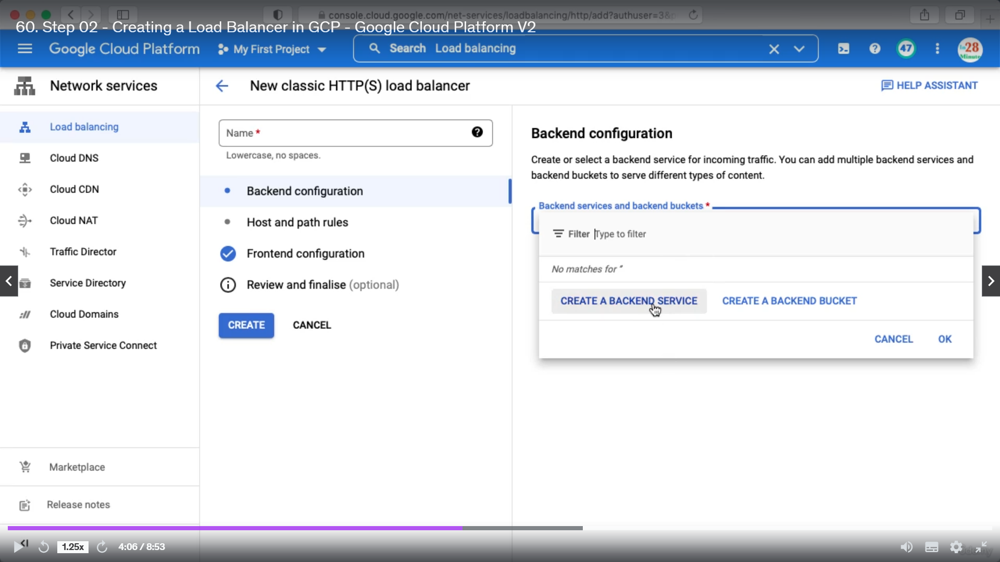 console.cloud.google.com/net-services/loadbalancing/http/add?authuser=3&p
60. Step 02 - Creating a Load Balancer in GCP - Google Cloud Platform V2
Google Cloud Platform
My First Project
Search Load balancing
?
47
in28
Minutes
Network services
New classic HTTP(S) load balancer
HELP ASSISTANT
Load balancing
Cloud DNS
Cloud CDN
Cloud NAT
Traffic Director
Service Directory
Cloud Domains
Private Service Connect
Marketplace
Release notes
Name *
?
Lowercase, no spaces.
Backend configuration
Host and path rules
Frontend configuration
Review and finalise (optional)
CREATE
CANCEL
Backend configuration
Create or select a backend service for incoming traffic. You can add multiple backend services and
backend buckets to serve different types of content.
Backend services and backend buckets *
Filter Type to filter
No matches for ''
CREATE A BACKEND SERVICE
CREATE A BACKEND BUCKET
CANCEL
OK
1.25x
4:06 / 8:53